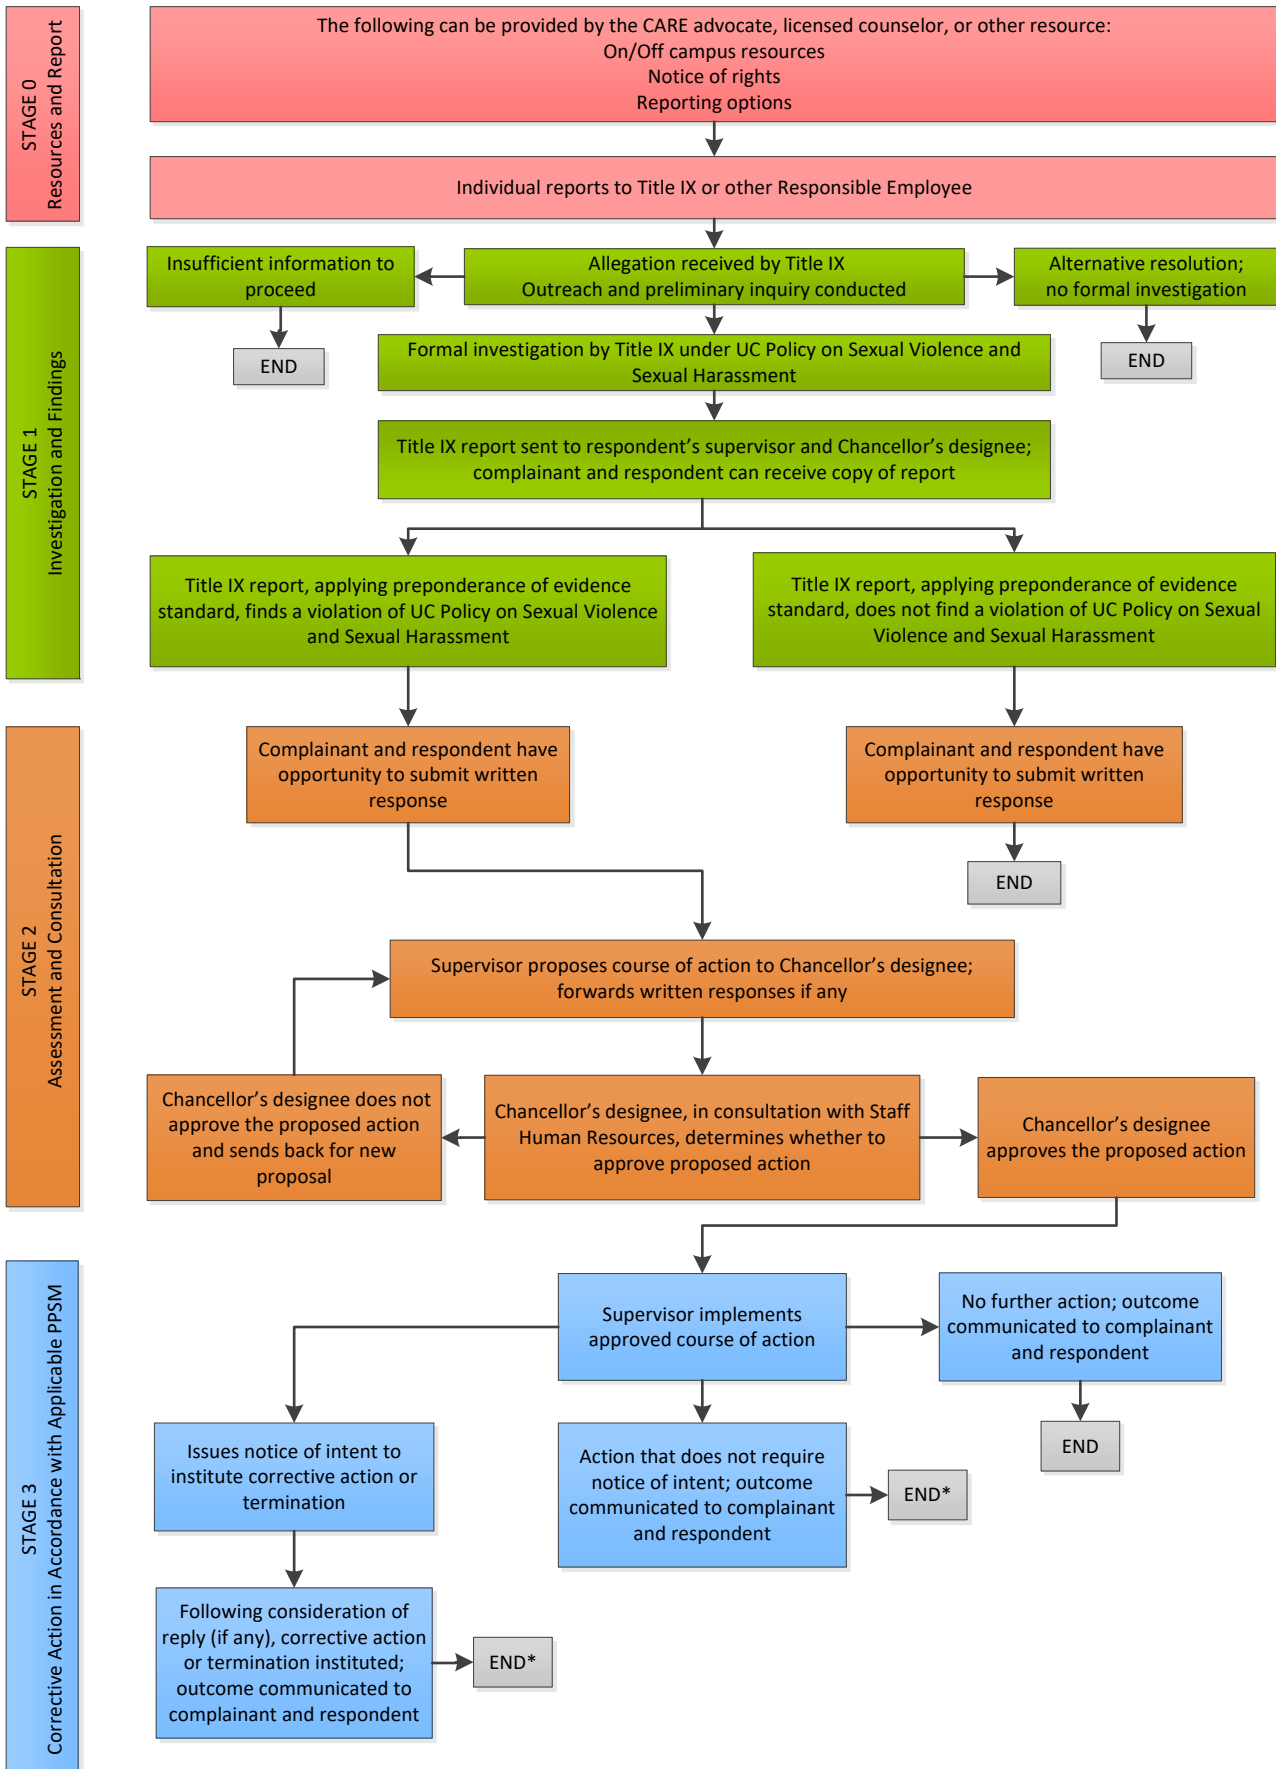 STAGE 0
Resources and Report
The following can be provided by the CARE advocate, licensed counselor, or other resource:
On/Off campus resources
Notice of rights
Reporting options
Individual reports to Title IX or other Responsible Employee
STAGE 1
Investigation and Findings
Insufficient information to
proceed
Allegation received by Title IX
Outreach and preliminary inquiry conducted
Alternative resolution;
no formal investigation
END
END
Formal investigation by Title IX under UC Policy on Sexual Violence and
Sexual Harassment
Title IX report sent to respondent’s supervisor and Chancellor’s designee;
complainant and respondent can receive copy of report
Title IX report, applying preponderance of evidence
standard, finds a violation of UC Policy on Sexual Violence
and Sexual Harassment
Title IX report, applying preponderance of evidence
standard, does not find a violation of UC Policy on Sexual
Violence and Sexual Harassment
STAGE 2
Assessment and Consultation
Complainant and respondent have
opportunity to submit written
response
Complainant and respondent have
opportunity to submit written
response
END
Supervisor proposes course of action to Chancellor’s designee;
forwards written responses if any
Chancellor’s designee does not
approve the proposed action
and sends back for new
proposal
Chancellor’s designee, in consultation with Staff
Human Resources, determines whether to
approve proposed action
Chancellor’s designee
approves the proposed action
STAGE 3
Corrective Action in Accordance with Applicable PPSM
Supervisor implements
approved course of action
No further action; outcome
communicated to complainant
and respondent
END
Issues notice of intent to
institute corrective action or
termination
Action that does not require
notice of intent; outcome
communicated to complainant
and respondent
END*
Following consideration of
reply (if any), corrective action
or termination instituted;
outcome communicated to
complainant and respondent
END*